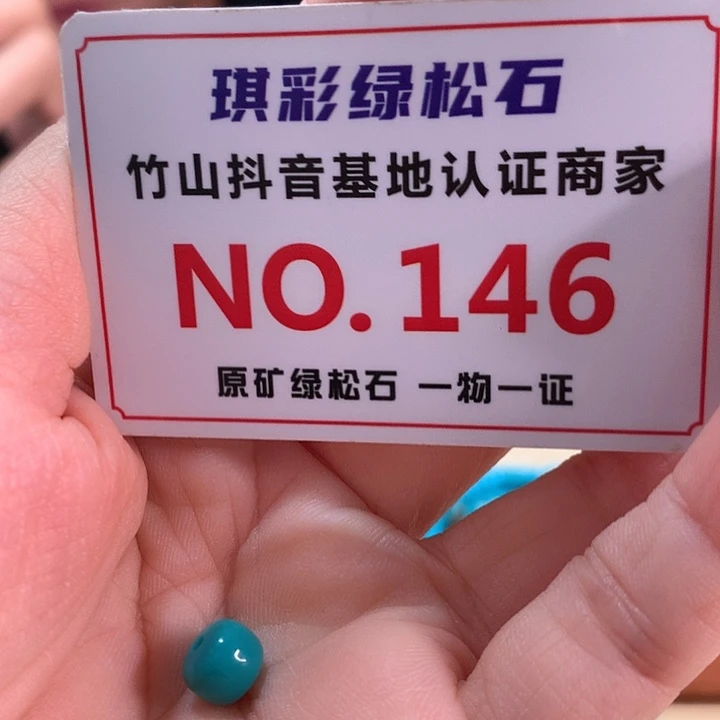 琪彩绿松石
竹山抖音基地认证商家
NO.146
原矿绿松石 一物一证